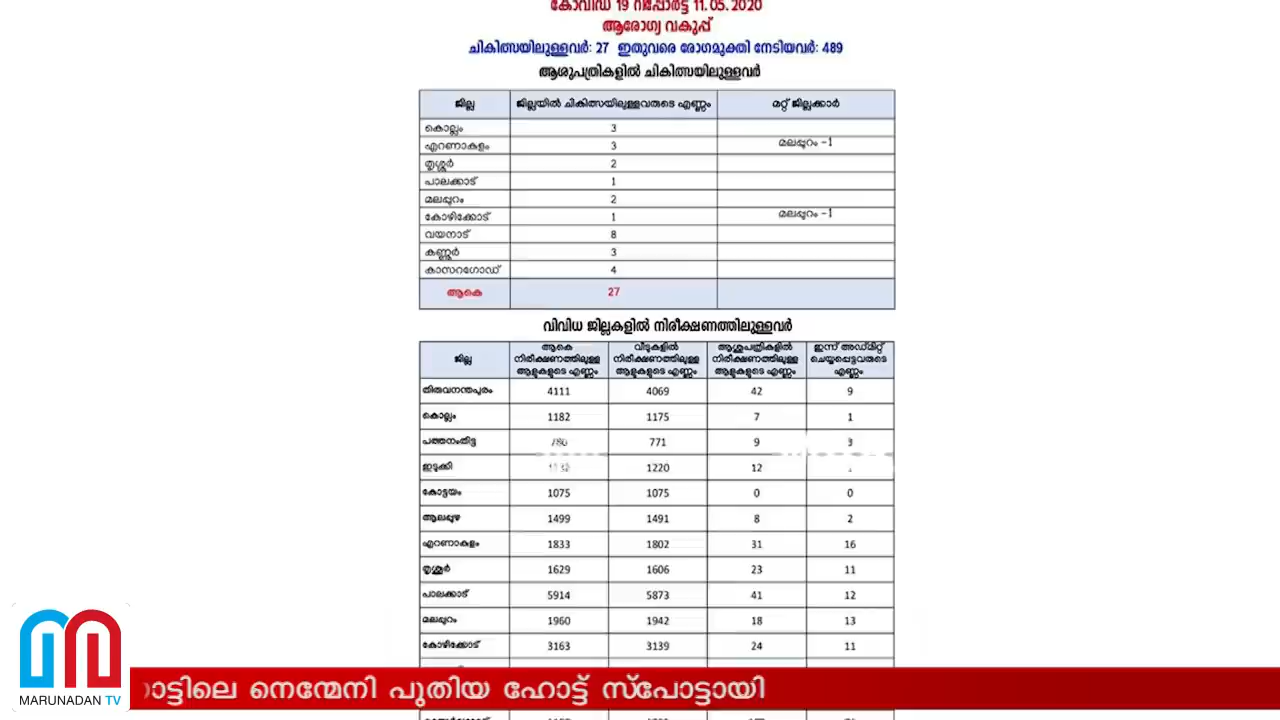 കോവിഡ് 19 റിപ്പോർട്ട് 11.05.2020
ആരോഗ്യ വകുപ്പ്
ചികിത്സയിലുള്ളവർ: 27 ഇതുവരെ രോഗമുക്തി നേടിയവർ: 489
ആശുപത്രികളിൽ ചികിത്സയിലുള്ളവർ
ജില്ല ജില്ലയിൽ ചികിത്സയിലുള്ളവരുടെ എണ്ണം മറ്റ് ജില്ലക്കാർ
കൊല്ലം 3
എറണാകുളം 3 മലപ്പുറം -1
തൃശ്ശൂർ 2
പാലക്കാട് 1
മലപ്പുറം 2
കോഴിക്കോട് 1 മലപ്പുറം -1
വയനാട് 8
കണ്ണൂർ 3
കാസറഗോഡ് 4
ആകെ 27
വിവിധ ജില്ലകളിൽ നിരീക്ഷണത്തിലുള്ളവർ
ജില്ല ആകെ നിരീക്ഷണത്തിലുള്ള ആളുകളുടെ എണ്ണം വീടുകളിൽ നിരീക്ഷണത്തിലുള്ള ആളുകളുടെ എണ്ണം ആശുപത്രികളിൽ നിരീക്ഷണത്തിലുള്ള ആളുകളുടെ എണ്ണം ഇന്ന് അഡ്മിറ്റ് ചെയ്യപ്പെട്ടവരുടെ എണ്ണം
തിരുവനന്തപുരം 4111 4069 42 9
കൊല്ലം 1182 1175 7 1
പത്തനംതിട്ട 780 771 9 3
ഇടുക്കി 1220 12
കോട്ടയം 1075 1075 0 0
ആലപ്പുഴ 1499 1491 8 2
എറണാകുളം 1833 1802 31 16
തൃശ്ശൂർ 1629 1606 23 11
പാലക്കാട് 5914 5873 41 12
മലപ്പുറം 1960 1942 18 13
കോഴിക്കോട് 3163 3139 24 11
നെന്മേനി പുതിയ ഹോട്ട് സ്പോട്ടായി
MARUNADAN TV